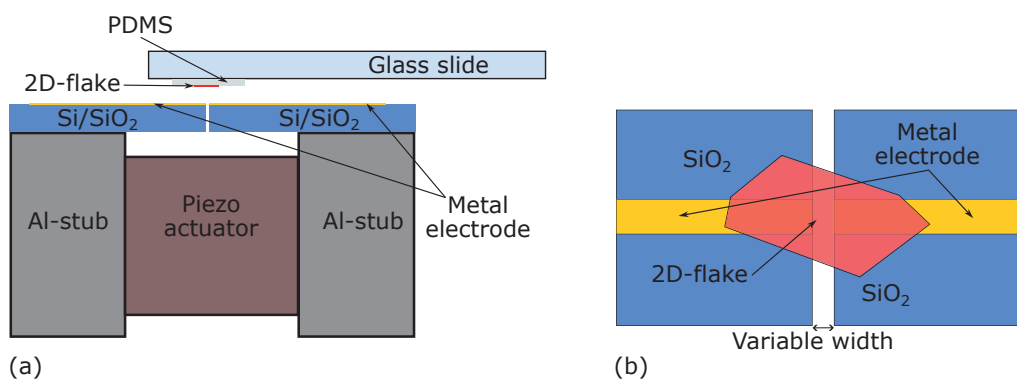 PDMS
Glass slide
2D-flake
Si/SiO₂
Si/SiO₂
Al-stub
Piezo
actuator
Al-stub
Metal
electrode
(a)
Metal
electrode
SiO₂
2D-flake
SiO₂
Variable width
(b)